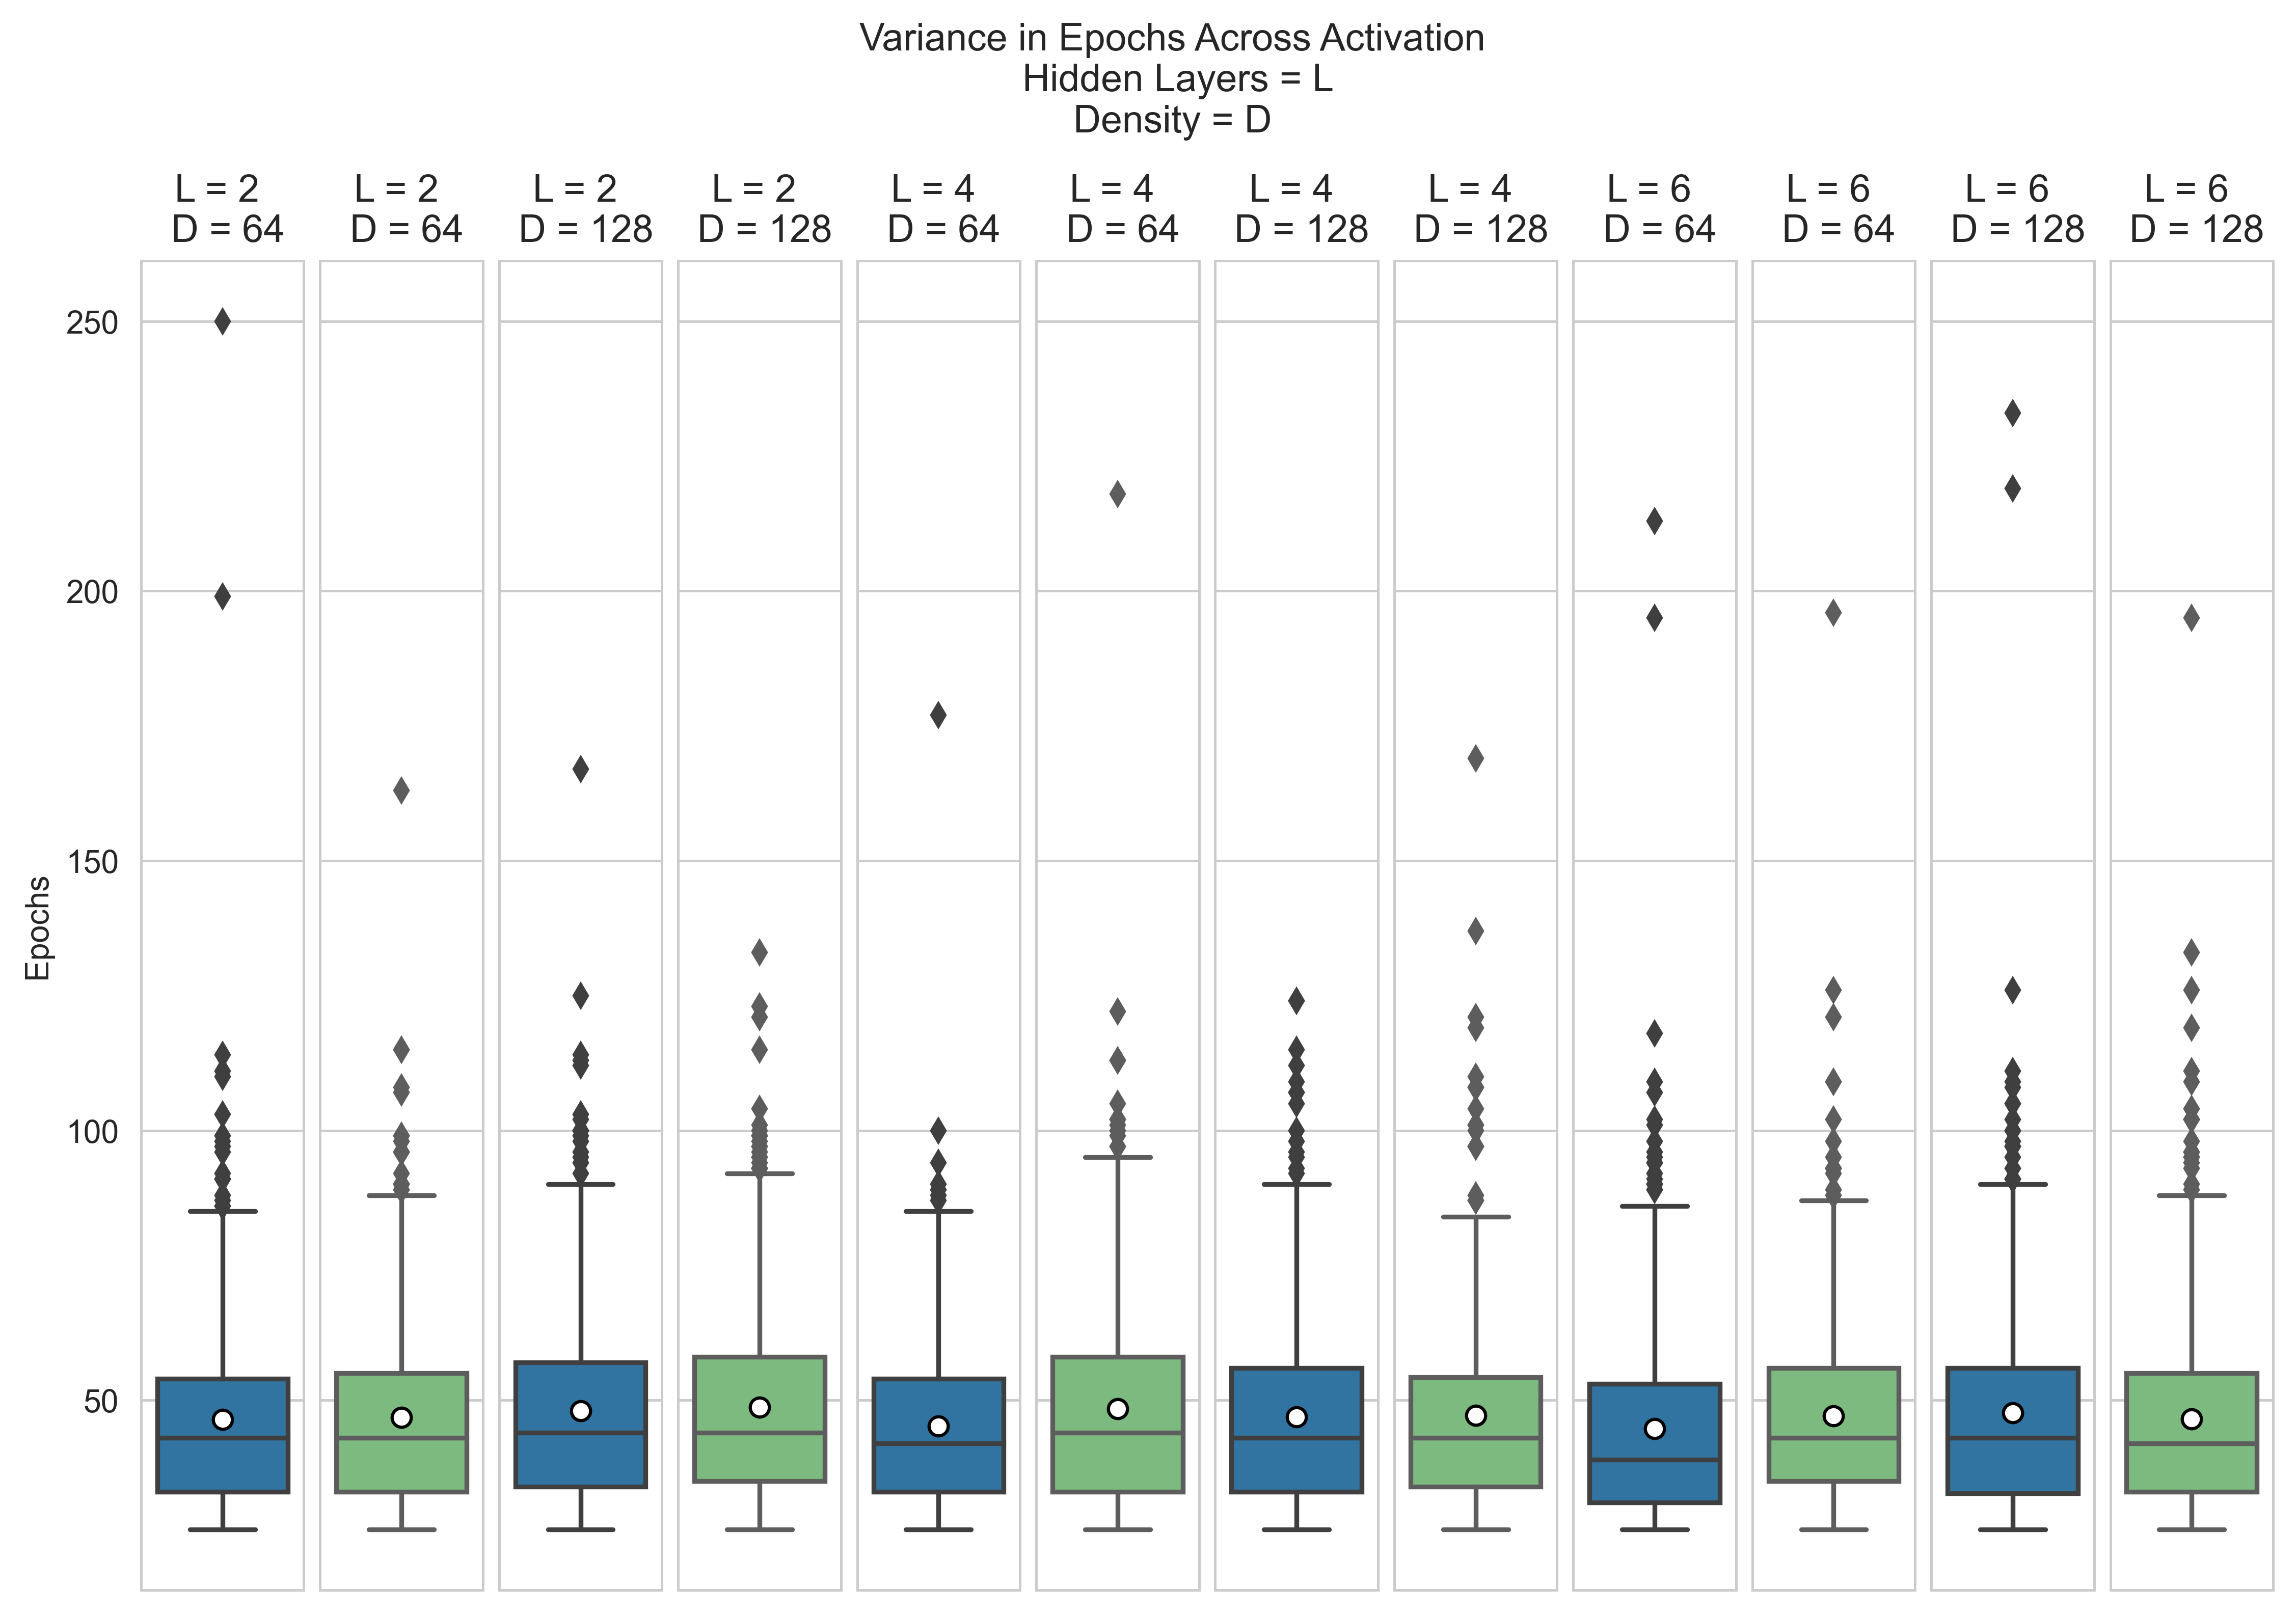 Variance in Epochs Across Activation
Hidden Layers = L
Density = D
L = 2 L = 2 L = 2 L = 2 L = 4 L = 4 L = 4 L = 4 L = 6 L = 6 L = 6 L = 6
D = 64 D = 64 D = 128 D = 128 D = 64 D = 64 D = 128 D = 128 D = 64 D = 64 D = 128 D = 128
250
200
150
Epochs
100
50